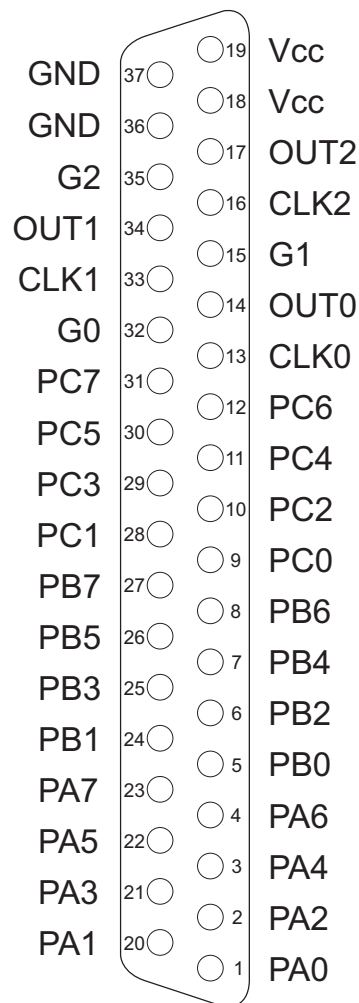 19 Vcc
GND 37
18 Vcc
GND 36
17 OUT2
G2 35
16 CLK2
OUT1 34
15 G1
CLK1 33
14 OUT0
G0 32
13 CLK0
PC7 31
12 PC6
PC5 30
11 PC4
PC3 29
10 PC2
PC1 28
9 PC0
PB7 27
8 PB6
PB5 26
7 PB4
PB3 25
6 PB2
PB1 24
5 PB0
PA7 23
4 PA6
PA5 22
3 PA4
PA3 21
2 PA2
PA1 20
1 PA0